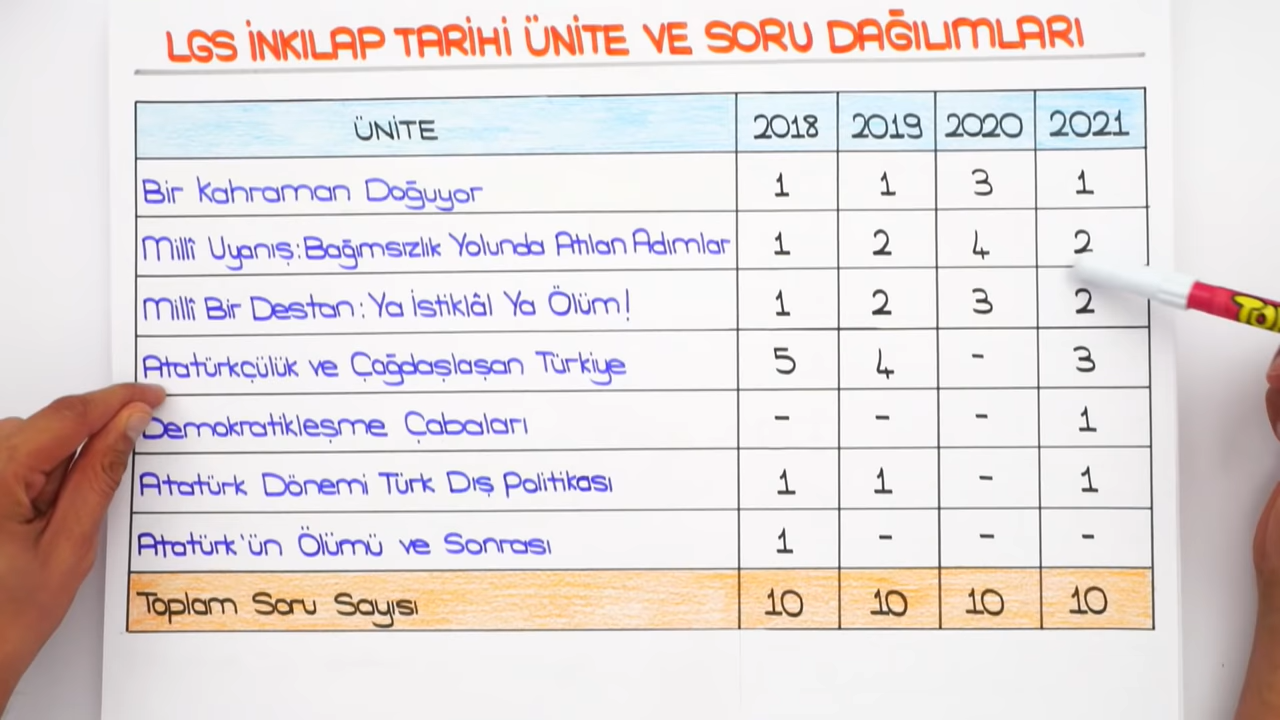 LGS İNKILAP TARİHİ ÜNİTE VE SORU DAĞILIMLARI
ÜNİTE 2018 2019 2020 2021
Bir Kahraman Doğuyor 1 1 3 1
Millî Uyanış: Bağımsızlık Yolunda Atılan Adımlar 1 2 4 2
Millî Bir Destan: Ya İstiklâl Ya Ölüm! 1 2 3 2
Atatürkçülük ve Çağdaşlaşan Türkiye 5 4 - 3
Demokratikleşme Çabaları - - - 1
Atatürk Dönemi Türk Dış Politikası 1 1 - 1
Atatürk'ün Ölümü ve Sonrası 1 - - -
Toplam Soru Sayısı 10 10 10 10